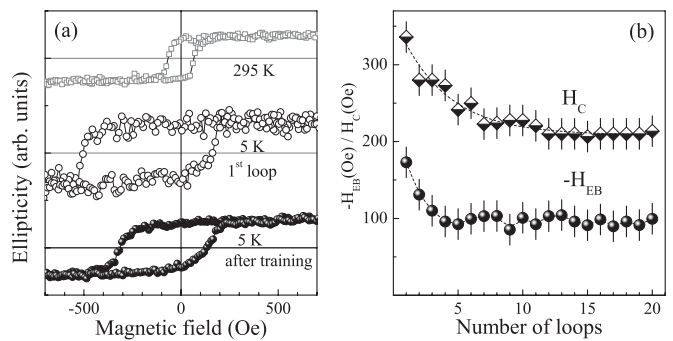 (a)
295 K
5 K
1st loop
5 K
after training
Ellipticity (arb. units)
-500 0 500
Magnetic field (Oe)
(b)
300
200
100
0
HC
-HEB
-HEB(Oe) / HC(Oe)
5 10 15 20
Number of loops